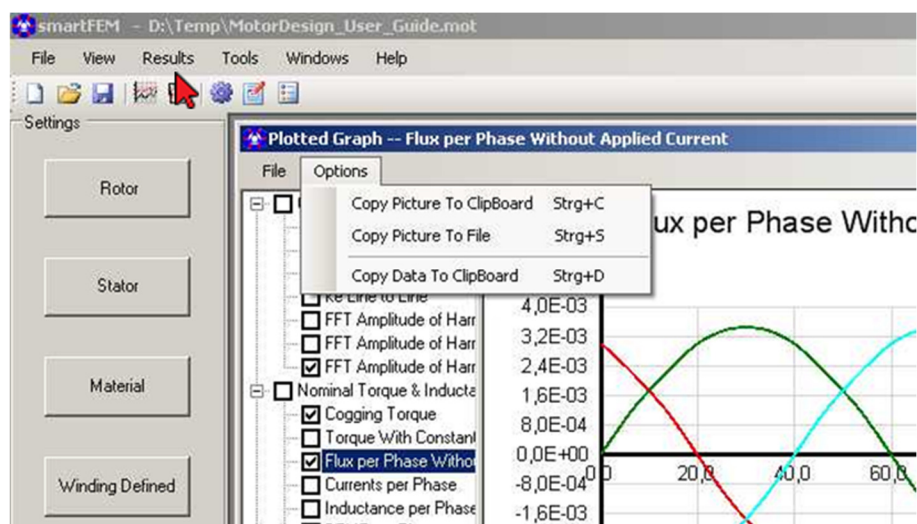 smartFEM - D:\Temp\MotorDesign_User_Guide.mot
File View Results Tools Windows Help
Settings
Rotor
Stator
Material
Winding Defined
Plotted Graph -- Flux per Phase Without Applied Current
File Options
Copy Picture To ClipBoard Strg+C
Copy Picture To File Strg+S
Copy Data To ClipBoard Strg+D
Ke Line to Line
FFT Amplitude of Harr
FFT Amplitude of Harr
FFT Amplitude of Harr
Nominal Torque & Inducta
Cogging Torque
Torque With Constant
Flux per Phase Withou
Currents per Phase
Inductance per Phase
ux per Phase Witho
4,0E-03
3,2E-03
2,4E-03
1,6E-03
8,0E-04
0,0E+00
-8,0E-04
-1,6E-03
0,0 20,0 40,0 60,0